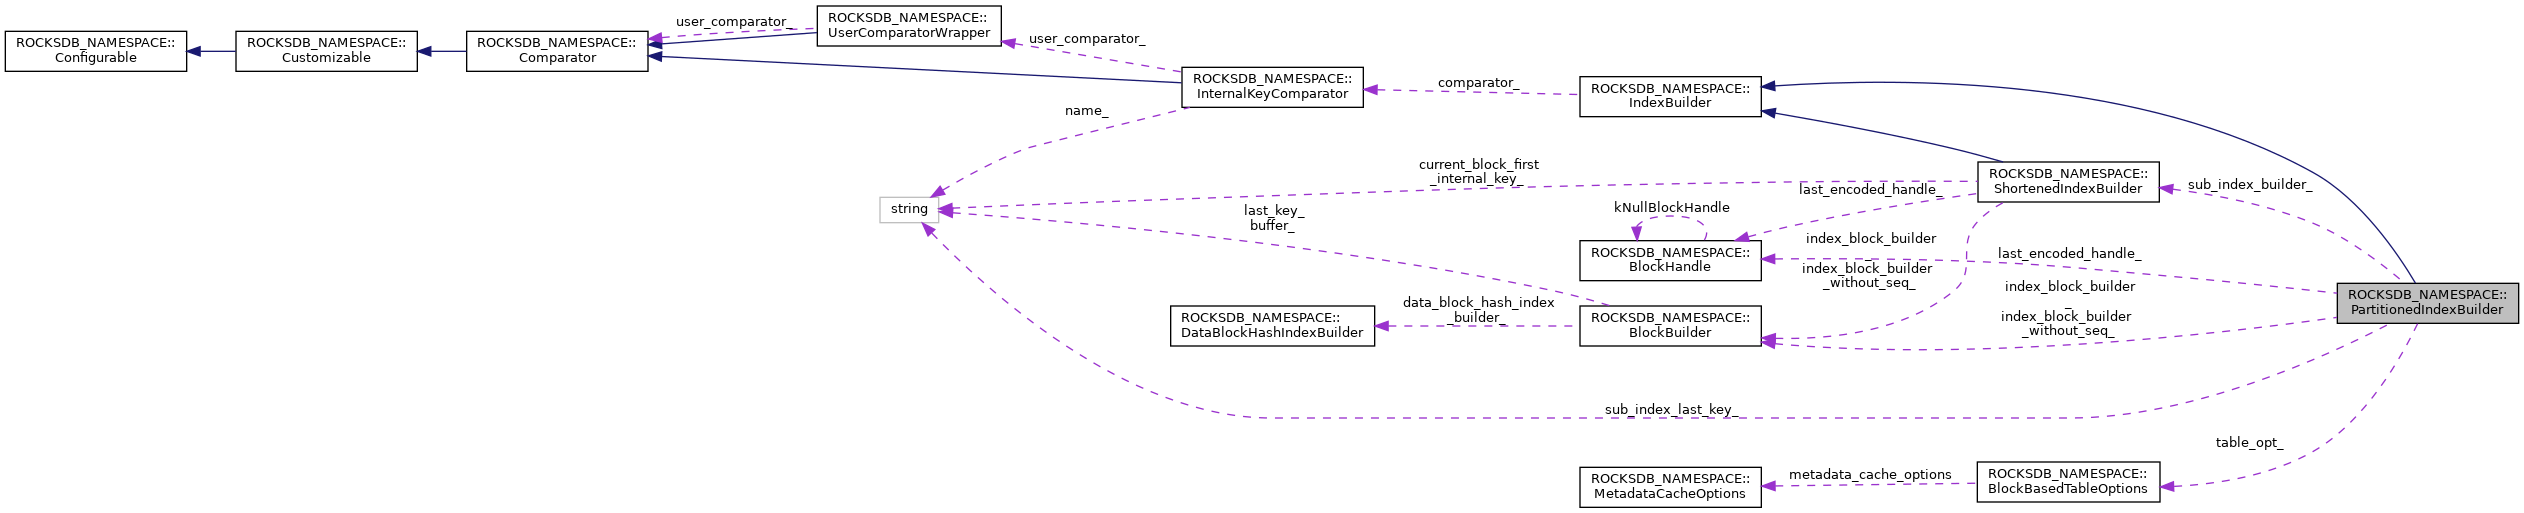 ROCKSDB_NAMESPACE::
Configurable
ROCKSDB_NAMESPACE::
Customizable
ROCKSDB_NAMESPACE::
Comparator
user_comparator_
ROCKSDB_NAMESPACE::
UserComparatorWrapper
user_comparator_
ROCKSDB_NAMESPACE::
InternalKeyComparator
name_
comparator_
ROCKSDB_NAMESPACE::
IndexBuilder
string
current_block_first
_internal_key_
last_key_
buffer_
ROCKSDB_NAMESPACE::
ShortenedIndexBuilder
sub_index_builder_
last_encoded_handle_
kNullBlockHandle
ROCKSDB_NAMESPACE::
BlockHandle
index_block_builder
_
index_block_builder
_without_seq_
last_encoded_handle_
index_block_builder
_
index_block_builder
_without_seq_
ROCKSDB_NAMESPACE::
PartitionedIndexBuilder
ROCKSDB_NAMESPACE::
DataBlockHashIndexBuilder
data_block_hash_index
_builder_
ROCKSDB_NAMESPACE::
BlockBuilder
sub_index_last_key_
table_opt_
ROCKSDB_NAMESPACE::
MetadataCacheOptions
metadata_cache_options
ROCKSDB_NAMESPACE::
BlockBasedTableOptions